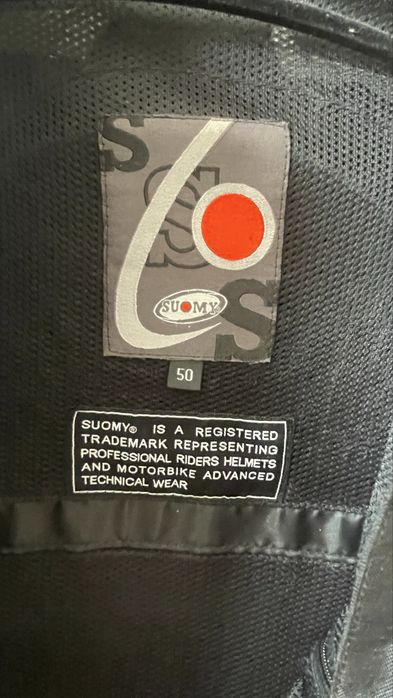 S
S
SUOMY
S
50
SUOMY® IS A REGISTERED
TRADEMARK REPRESENTING
PROFESSIONAL RIDERS HELMETS
AND MOTORBIKE ADVANCED
TECHNICAL WEAR